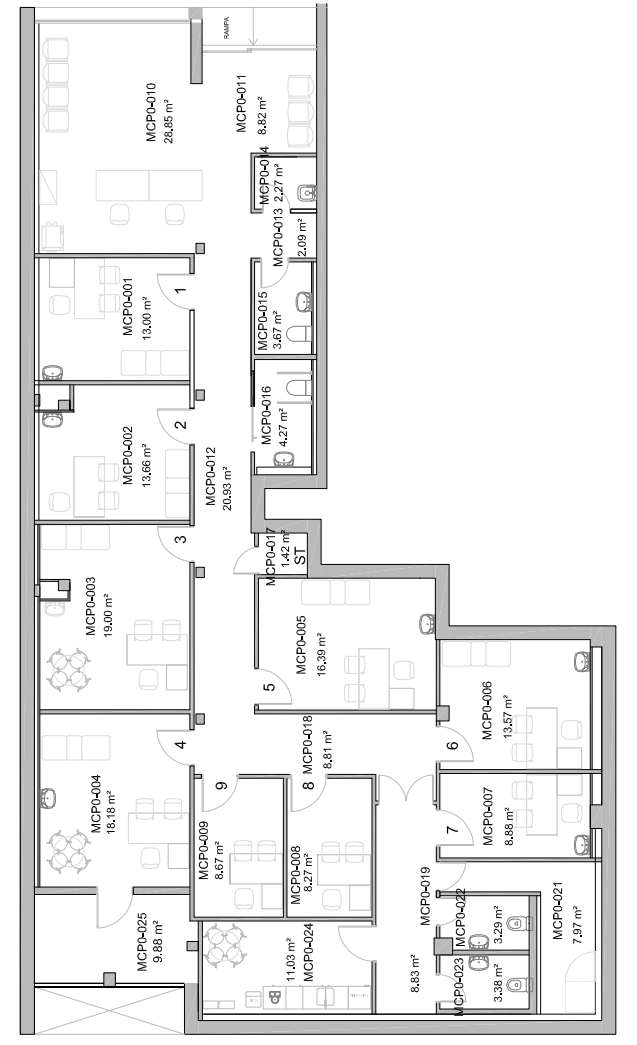 RAMPA
MCP0-010
28.85 m²
MCP0-011
8.82 m²
MCP0-014
2.27 m²
MCP0-013
2.09 m²
MCP0-001
13.00 m²
1
MCP0-015
3.67 m²
MCP0-002
13.66 m²
2
MCP0-012
20.93 m²
MCP0-016
4.27 m²
MCP0-003
19.00 m²
3
MCP0-017
1.42 m²
ST
MCP0-005
16.39 m²
5
MCP0-004
18.18 m²
4
MCP0-018
8.81 m²
6
MCP0-006
13.57 m²
9
8
MCP0-009
8.67 m²
MCP0-008
8.27 m²
7
MCP0-007
8.88 m²
MCP0-025
9.88 m²
11.03 m²
MCP0-024
MCP0-019
8.83 m²
MCP0-022
3.29 m²
MCP0-021
7.97 m²
MCP0-023
3.38 m²